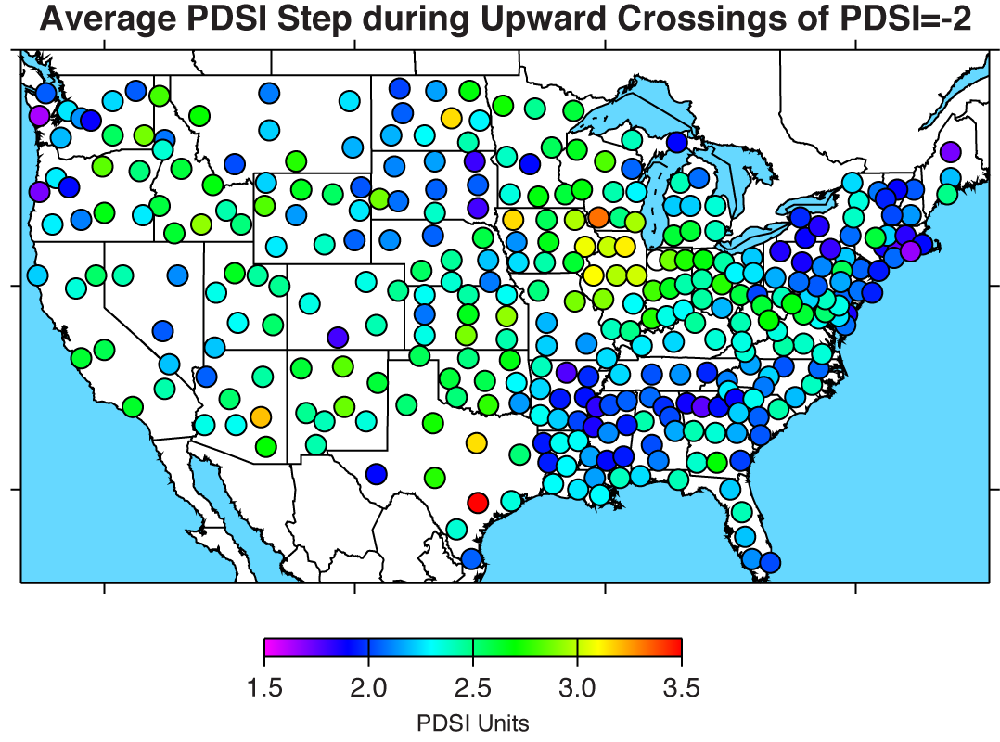 Average PDSI Step during Upward Crossings of PDSI=-2
1.5 2.0 2.5 3.0 3.5
PDSI Units